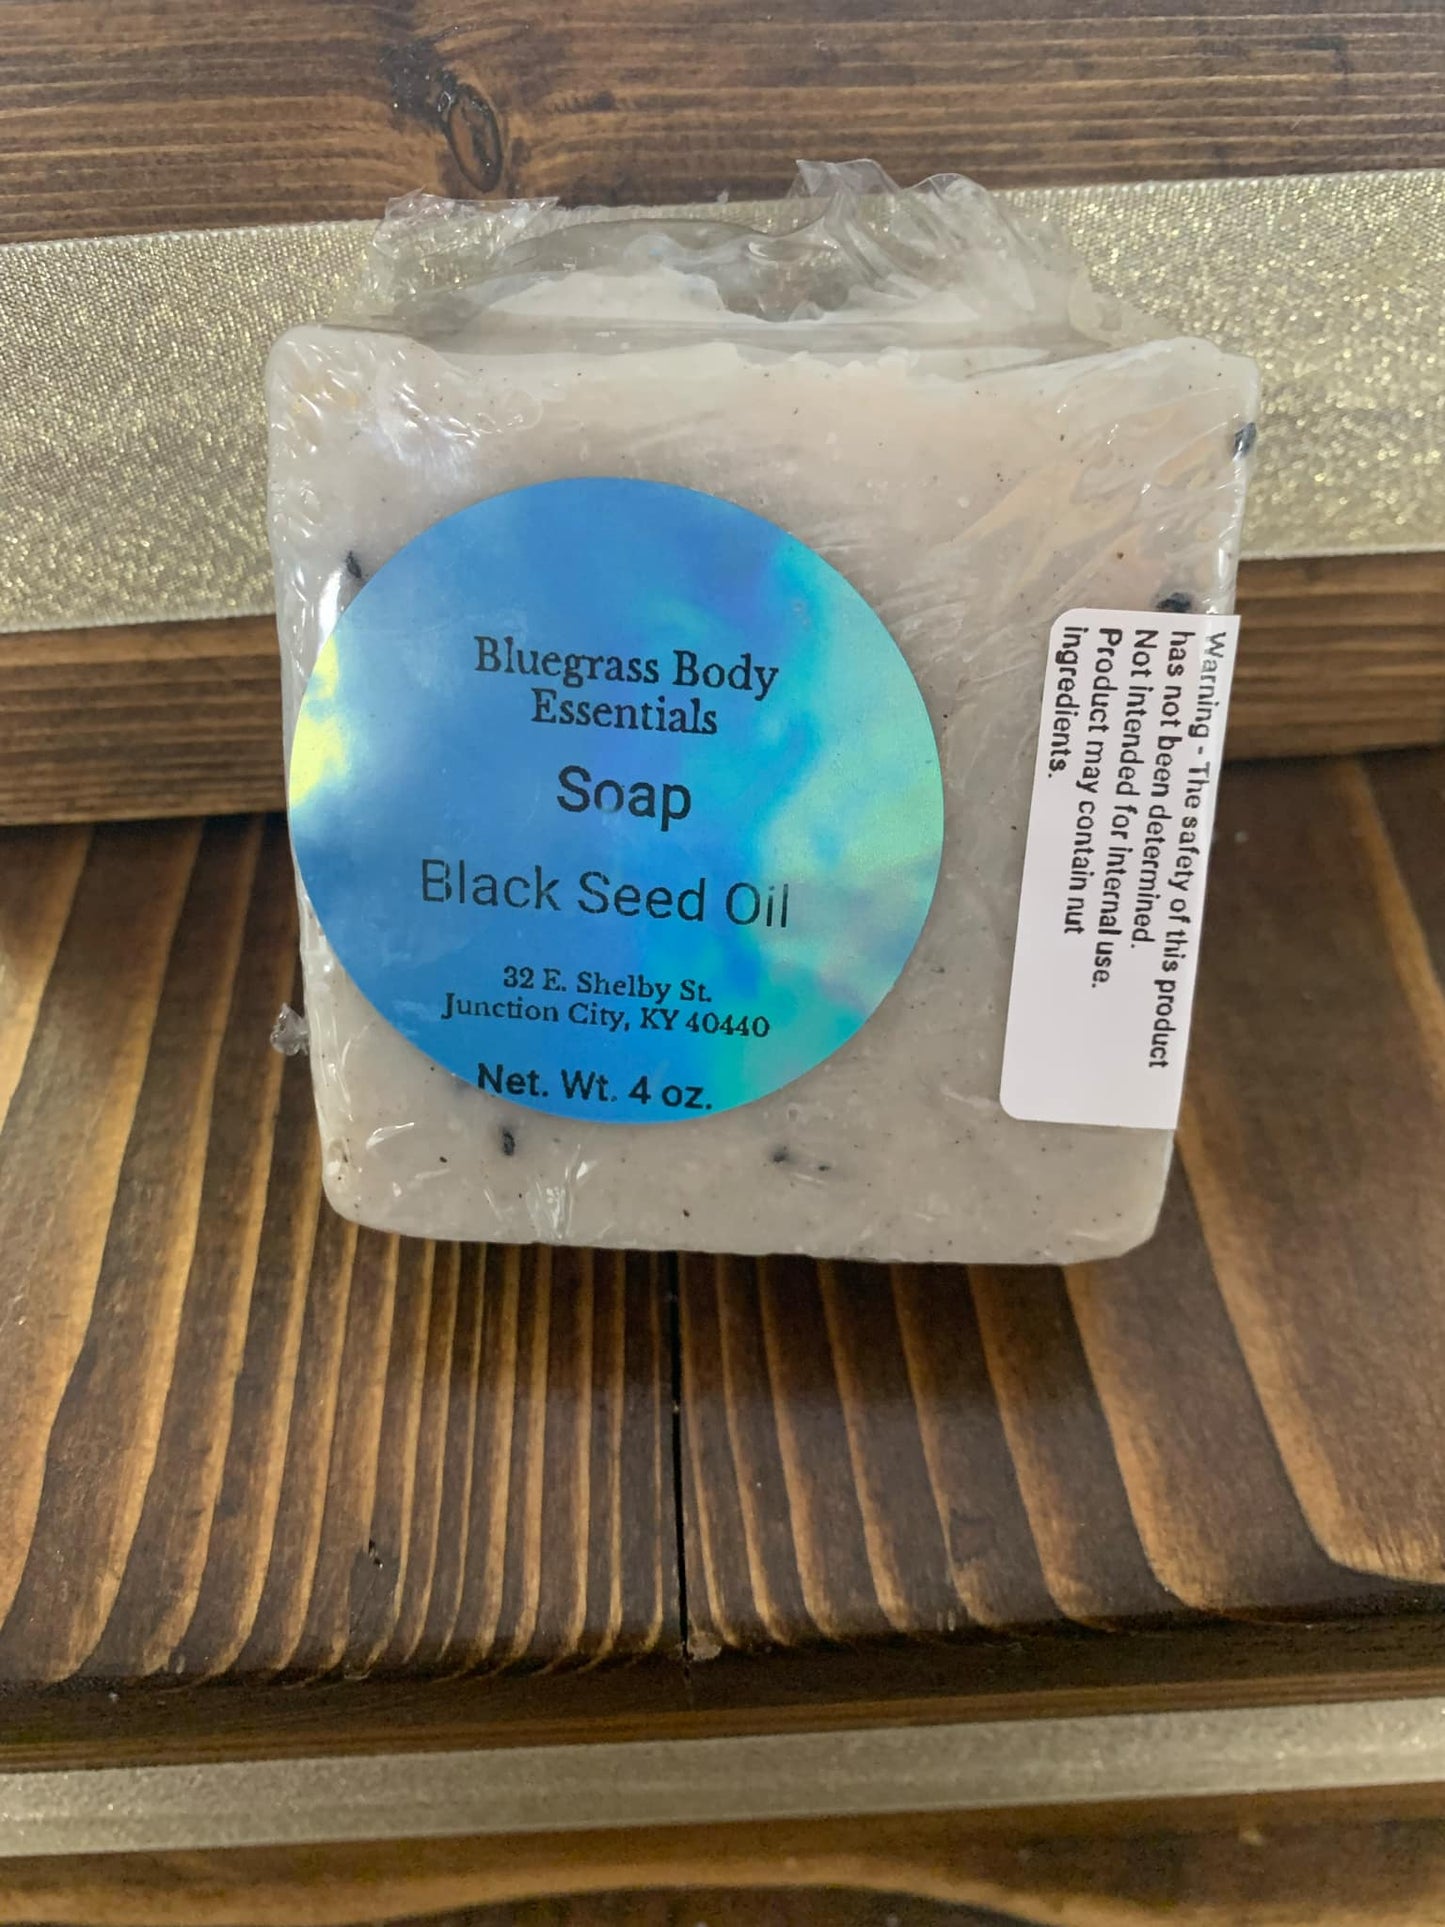 Bluegrass Body
Essentials
Soap
Black Seed Oil
32 E. Shelby St.
Junction City, KY 40440
Net. Wt. 4 oz.
Warning - The safety of this product
has not been determined.
Not intended for internal use.
Product may contain nut
ingredients.